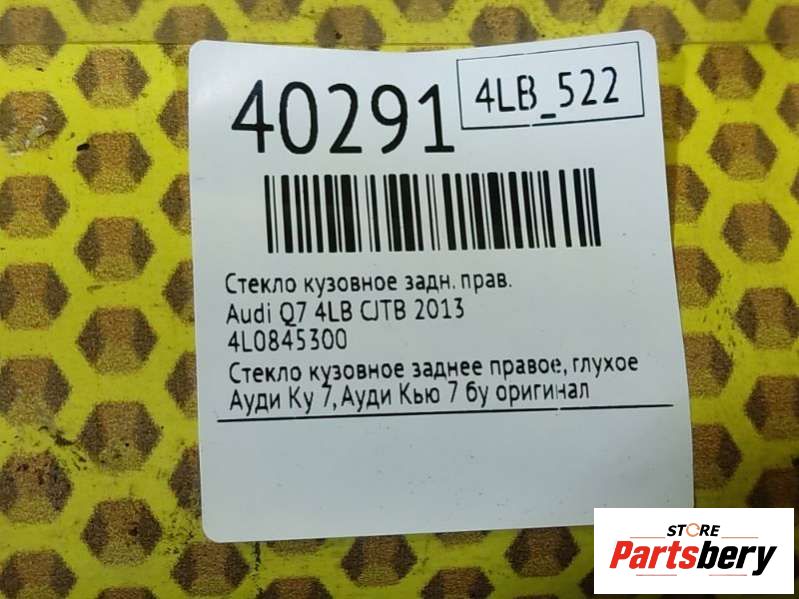 40291
4LB_522
Стекло кузовное задн. прав.
Audi Q7 4LB CJTB 2013
4L0845300
Стекло кузовное заднее правое, глухое
Ауди Ку 7, Ауди Кью 7 бу оригинал
STORE
Partsbery